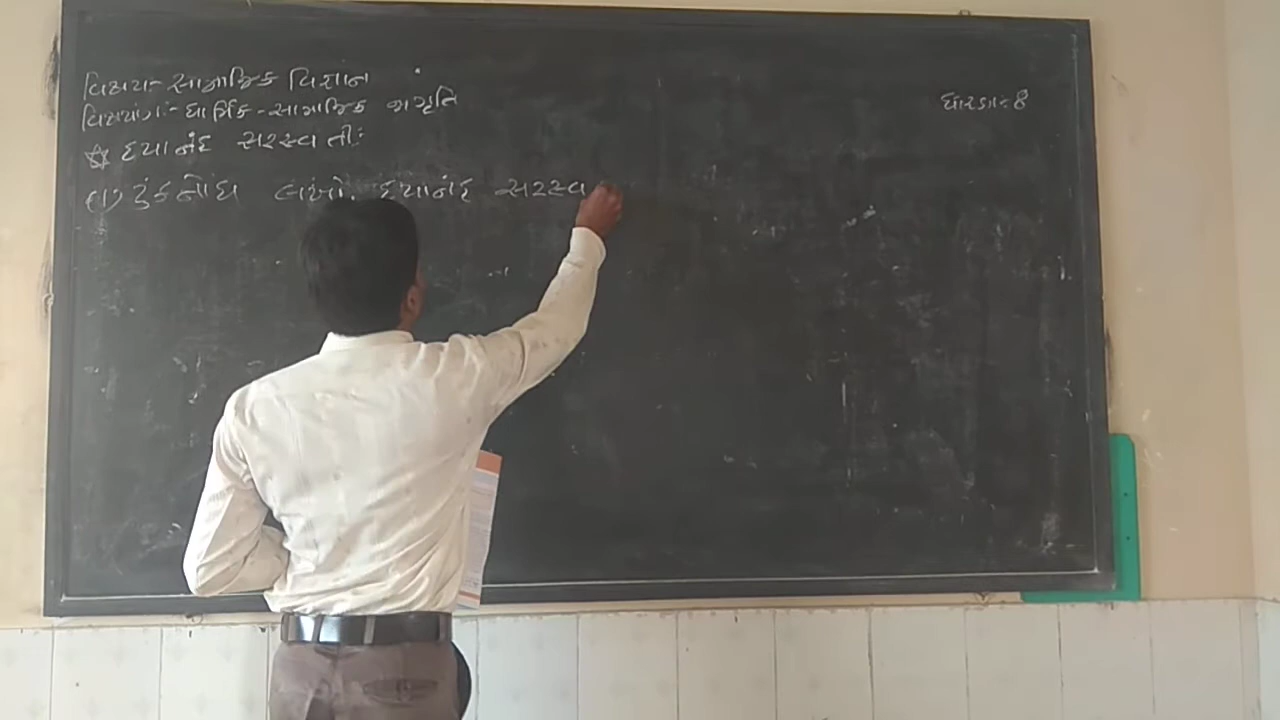 વિષય:- સામાજિક વિજ્ઞાન
વિષયાંગ:- ધાર્મિક - સામાજિક જાગૃતિ
ધોરણ:- 8
☆ દયાનંદ સરસ્વતી:-
(1) ટુંકનોધ લખો. દયાનંદ સરસ્વ